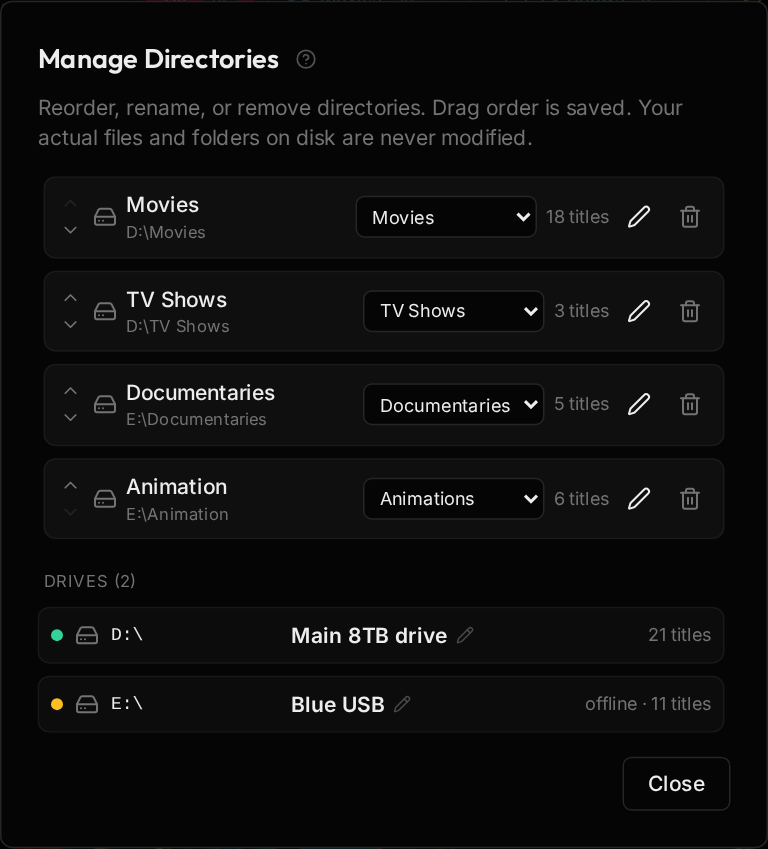 Manage Directories
Reorder, rename, or remove directories. Drag order is saved. Your
actual files and folders on disk are never modified.
Movies
D:\Movies
Movies
18 titles
TV Shows
D:\TV Shows
TV Shows
3 titles
Documentaries
E:\Documentaries
Documentaries
5 titles
Animation
E:\Animation
Animations
6 titles
DRIVES (2)
D:\ Main 8TB drive 21 titles
E:\ Blue USB offline · 11 titles
Close